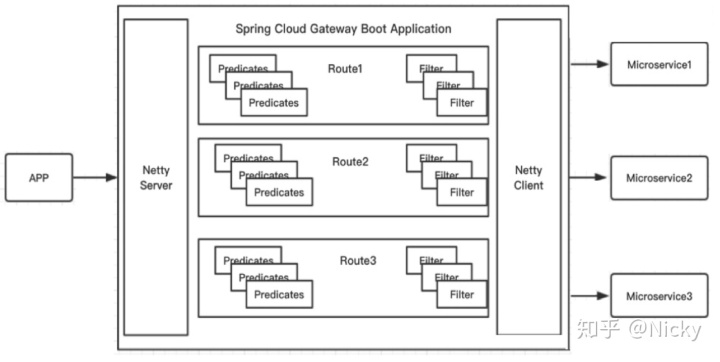 Spring Cloud Gateway Boot Application
Predicates
Predicates
Predicates
Route1
Filter
Filter
Filter
Microservice1
APP
Netty
Server
Predicates
Predicates
Predicates
Route2
Filter
Filter
Filter
Netty
Client
Microservice2
Predicates
Predicates
Predicates
Route3
Filter
Filter
Filter
Microservice3
知乎 @Nicky